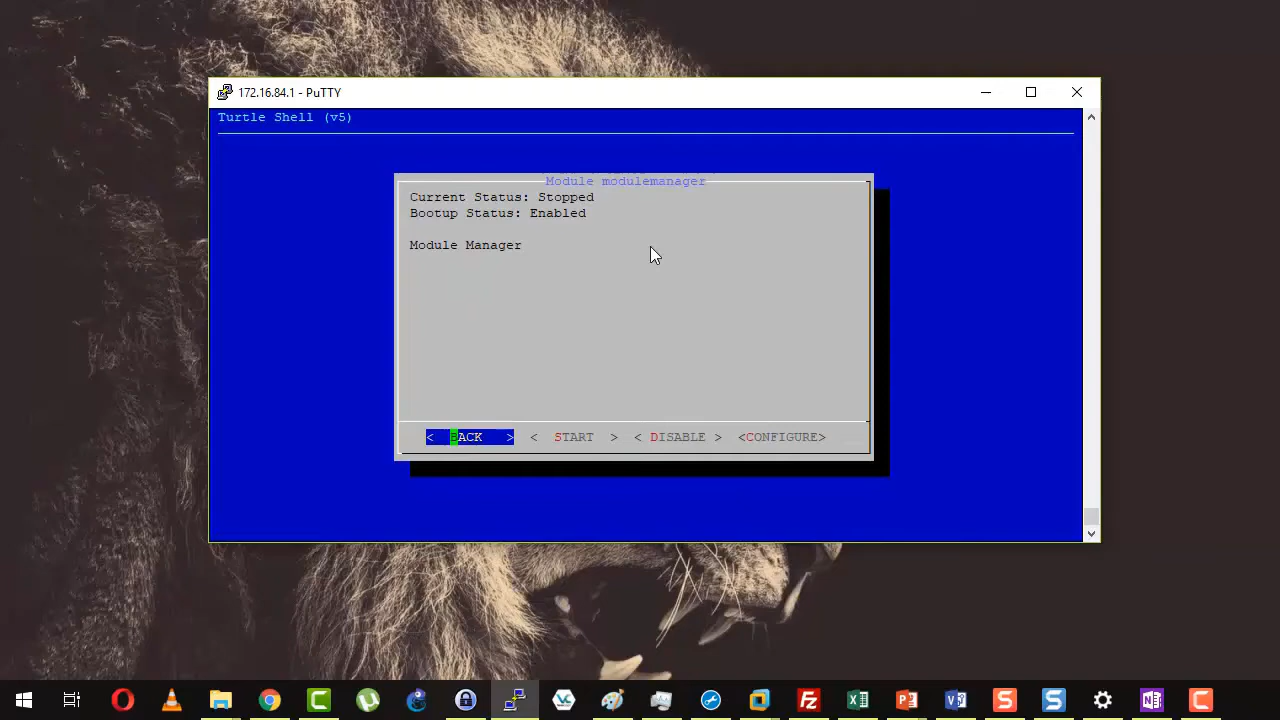 172.16.84.1 - PuTTY
Turtle Shell (v5)
Module modulemanager
Current Status: Stopped
Bootup Status: Enabled
Module Manager
<  BACK   > <  START  > < DISABLE > <CONFIGURE>